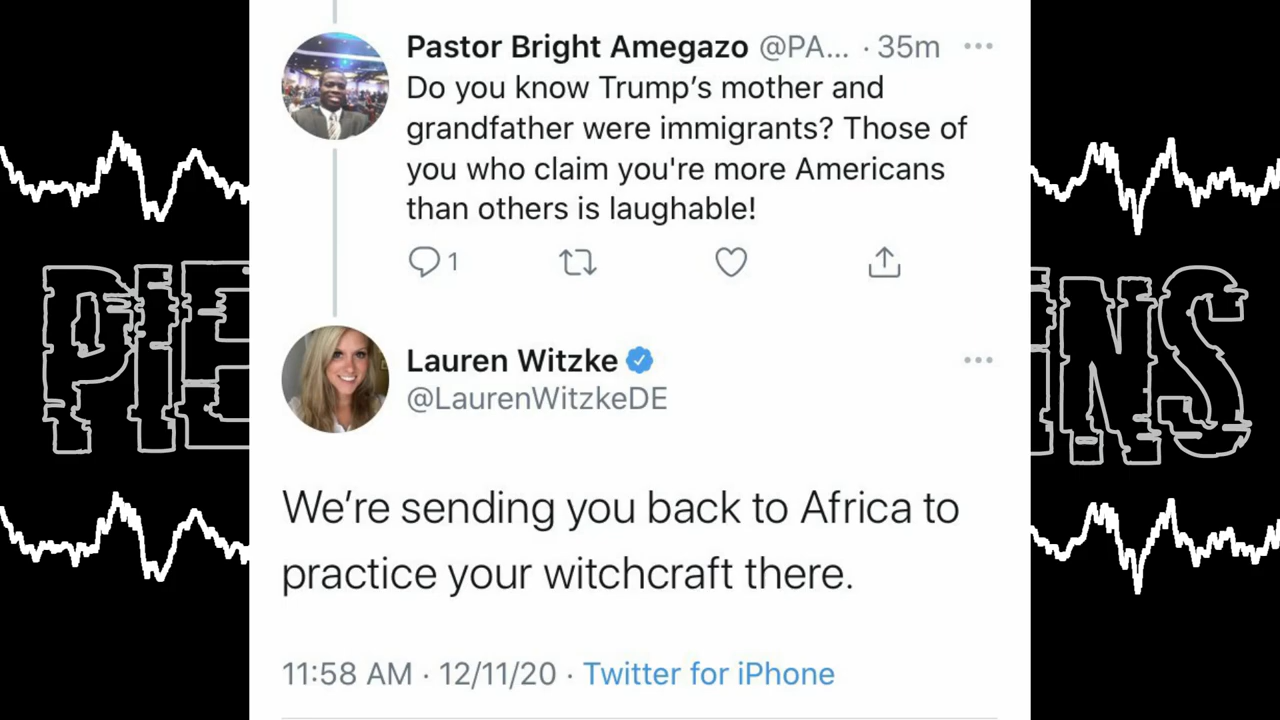 Pastor Bright Amegazo @PA... · 35m
Do you know Trump’s mother and
grandfather were immigrants? Those of
you who claim you're more Americans
than others is laughable!
1
Lauren Witzke
@LaurenWitzkeDE
We’re sending you back to Africa to
practice your witchcraft there.
11:58 AM · 12/11/20 · Twitter for iPhone